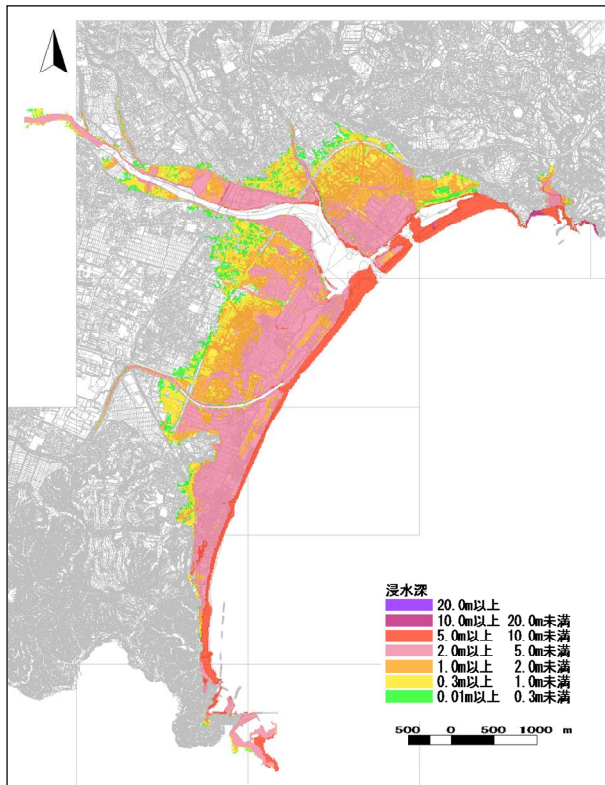 浸水深
20.0m以上
10.0m以上 20.0m未満
5.0m以上 10.0m未満
2.0m以上 5.0m未満
1.0m以上 2.0m未満
0.3m以上 1.0m未満
0.01m以上 0.3m未満
500 0 500 1000 m